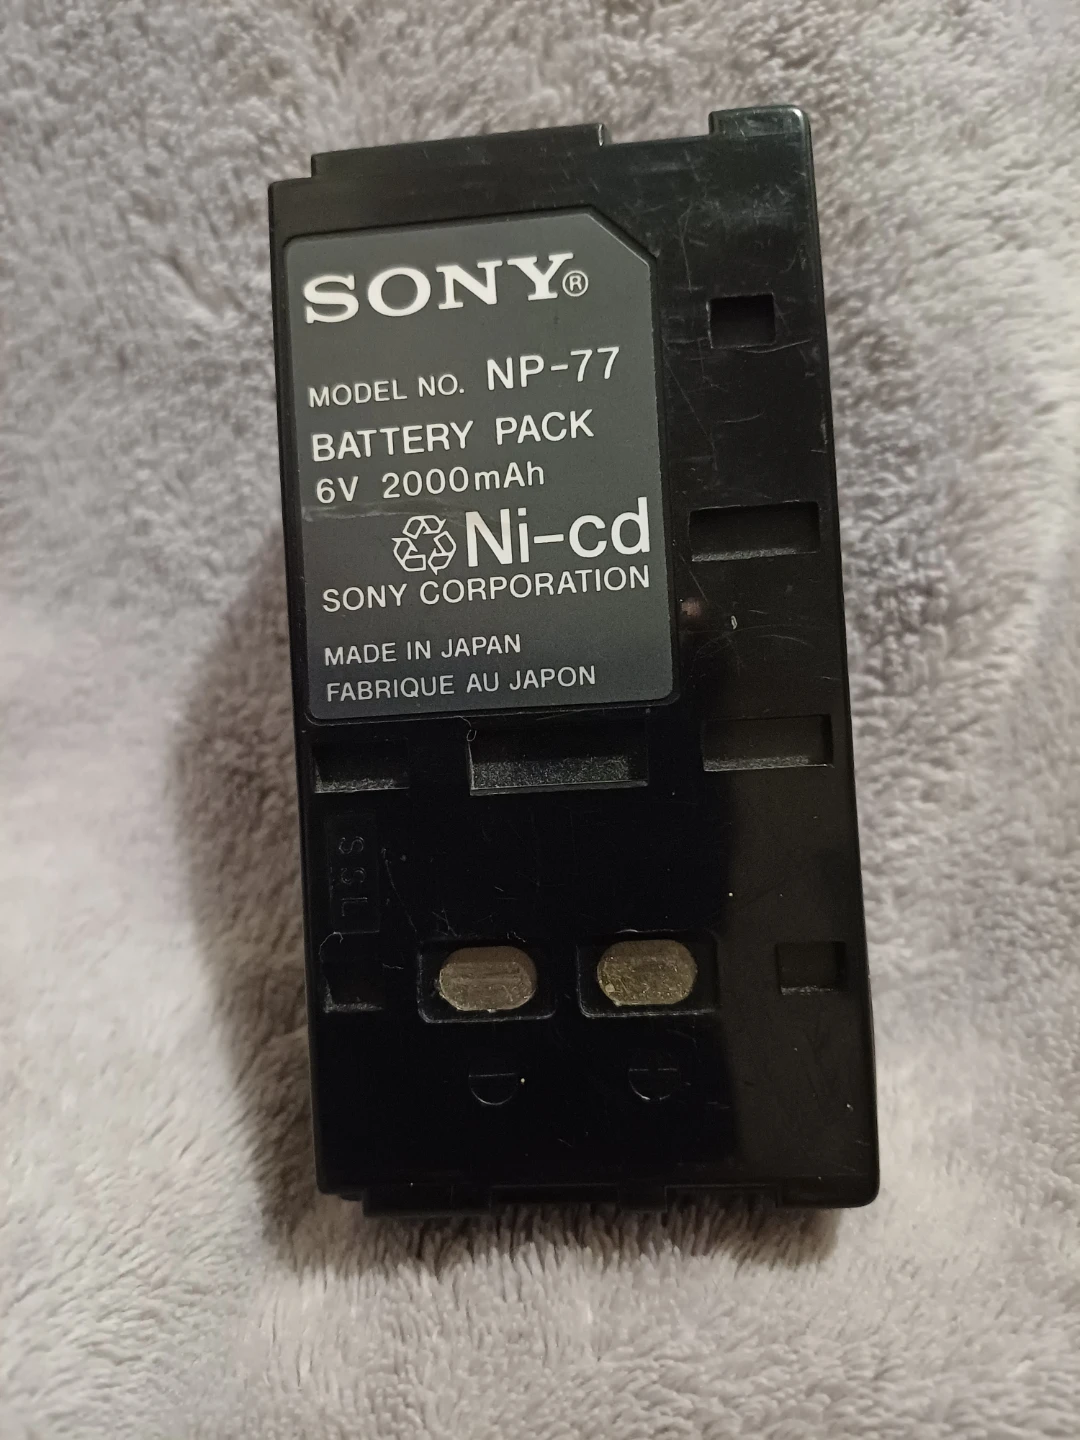 SONY®
MODEL NO. NP-77
BATTERY PACK
6V 2000mAh
Ni-cd
SONY CORPORATION
MADE IN JAPAN
FABRIQUE AU JAPON